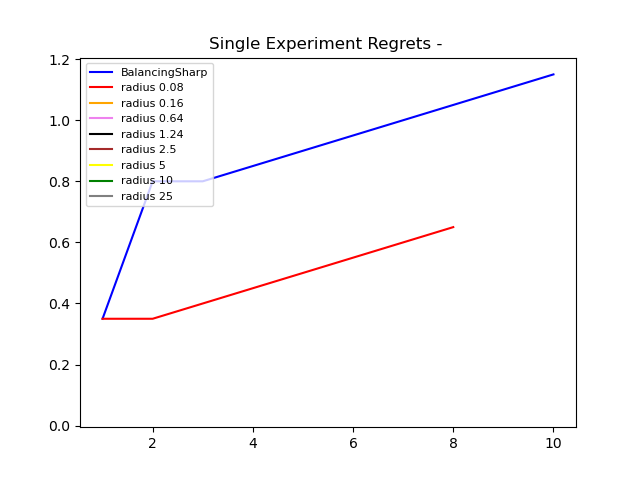 Single Experiment Regrets -
1.2
1.0
0.8
0.6
0.4
0.2
0.0
BalancingSharp
radius 0.08
radius 0.16
radius 0.64
radius 1.24
radius 2.5
radius 5
radius 10
radius 25
2 4 6 8 10